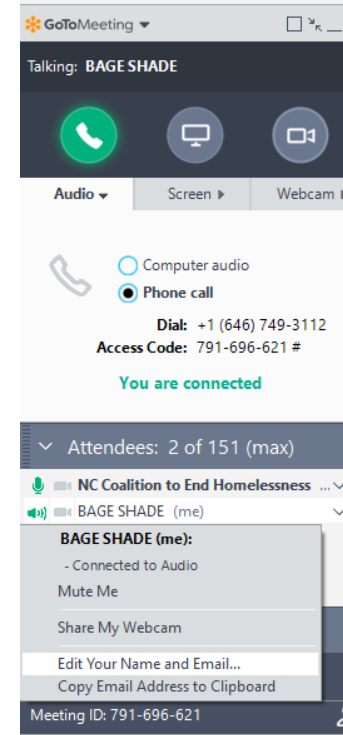 GoToMeeting
Talking: BAGE SHADE
Audio Screen Webcam
Computer audio
Phone call
Dial: +1 (646) 749-3112
Access Code: 791-696-621 #
You are connected
Attendees: 2 of 151 (max)
NC Coalition to End Homelessness ...
BAGE SHADE (me)
BAGE SHADE (me):
- Connected to Audio
Mute Me
Share My Webcam
Edit Your Name and Email...
Copy Email Address to Clipboard
Meeting ID: 791-696-621